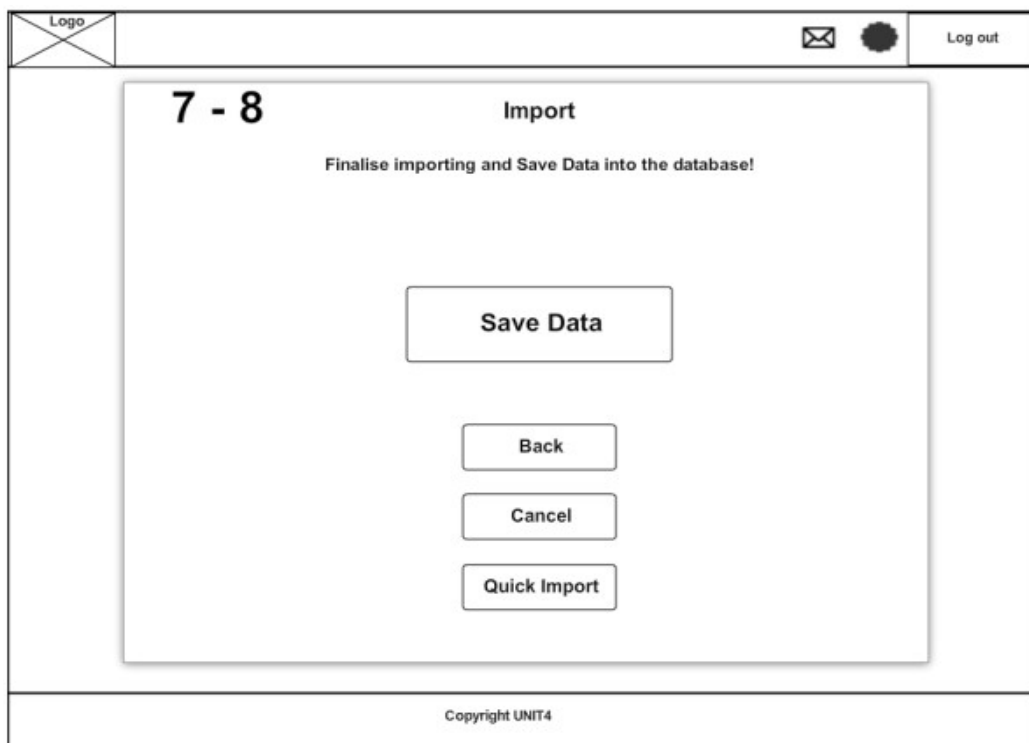 Logo
Log out
7 - 8
Import
Finalise importing and Save Data into the database!
Save Data
Back
Cancel
Quick Import
Copyright UNIT4